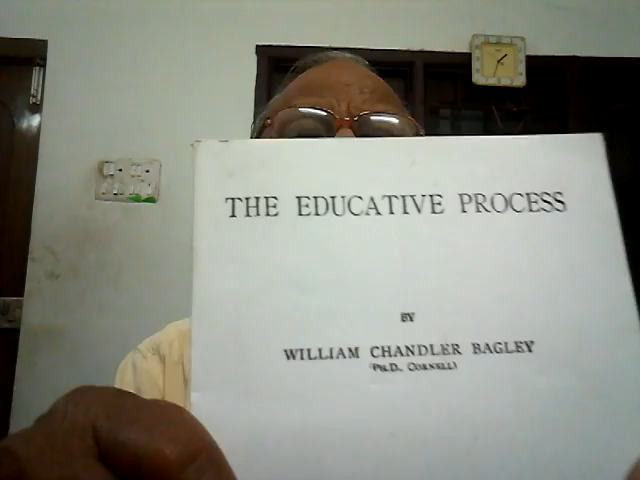 THE EDUCATIVE PROCESS
BY
WILLIAM CHANDLER BAGLEY
(PH.D., CORNELL)